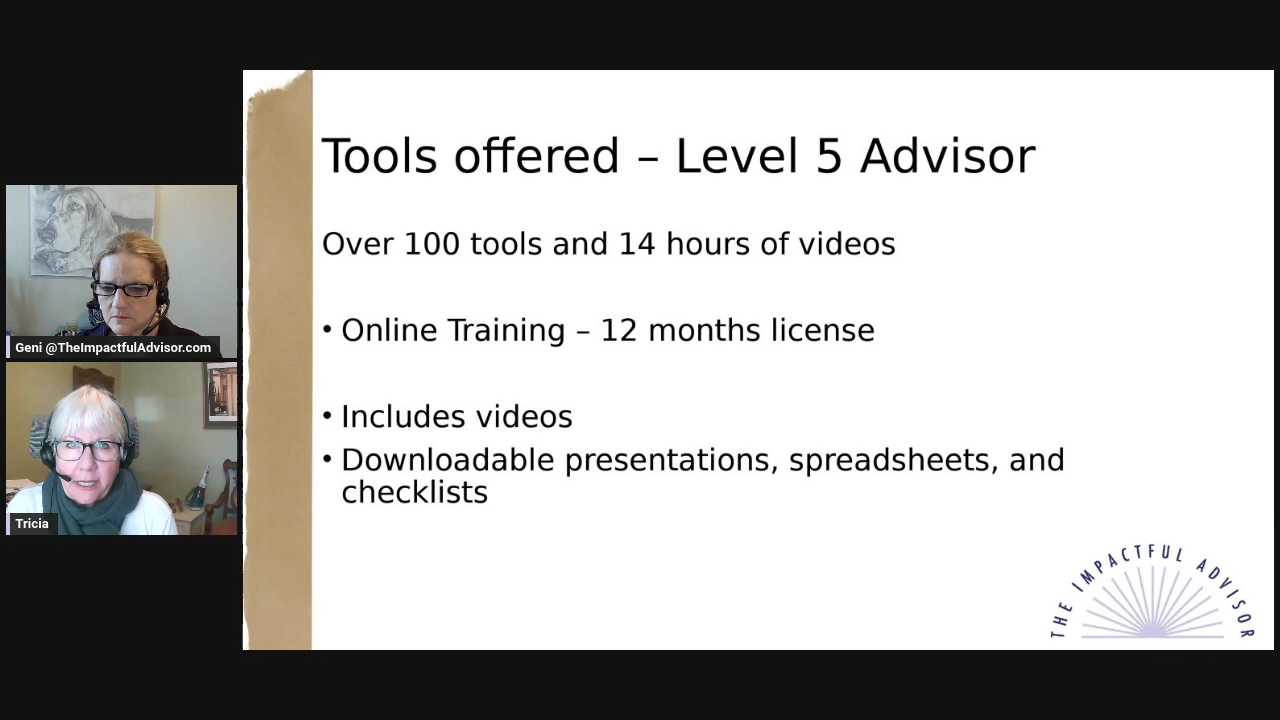 Tools offered – Level 5 Advisor
Over 100 tools and 14 hours of videos
• Online Training – 12 months license
• Includes videos
• Downloadable presentations, spreadsheets, and
checklists
Geni @TheImpactfulAdvisor.com
Tricia
THE IMPACTFUL ADVISOR